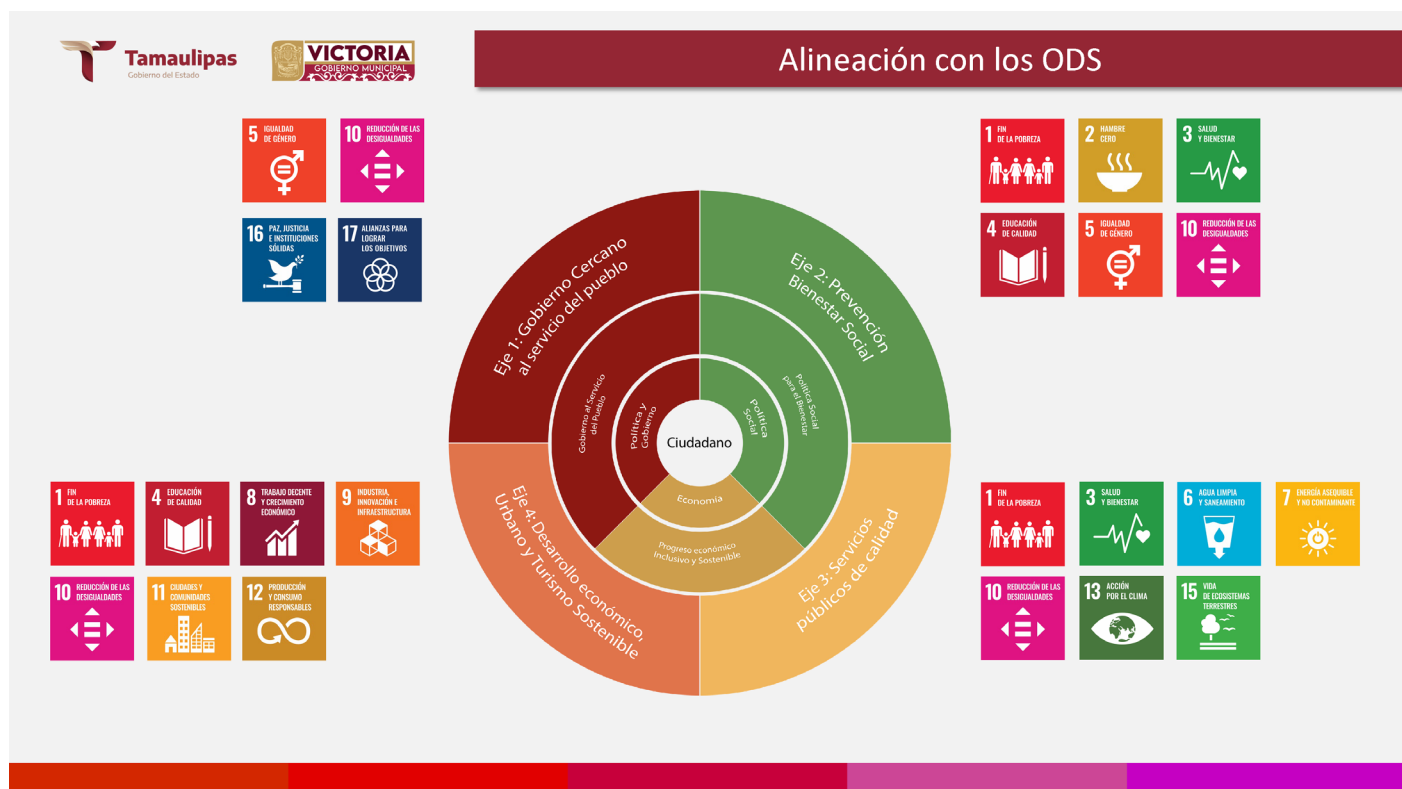 Tamaulipas
Gobierno del Estado
VICTORIA
GOBIERNO MUNICIPAL
Alineación con los ODS
5 IGUALDAD
DE GÉNERO
10 REDUCCIÓN DE LAS
DESIGUALDADES
16 PAZ, JUSTICIA
E INSTITUCIONES
SÓLIDAS
17 ALIANZAS PARA
LOGRAR
LOS OBJETIVOS
1 FIN
DE LA POBREZA
2 HAMBRE
CERO
3 SALUD
Y BIENESTAR
4 EDUCACIÓN
DE CALIDAD
5 IGUALDAD
DE GÉNERO
10 REDUCCIÓN DE LAS
DESIGUALDADES
Eje 1: Gobierno Cercano
al servicio del pueblo
Eje 2: Prevención
Bienestar Social
Gobierno al Servicio
del Pueblo
Política y
Gobierno
Ciudadano
Política
Social
Política Social
para el Bienestar
Economía
Progreso económico
Inclusivo y Sostenible
Eje 4: Desarrollo económico,
Urbano y Turismo Sostenible
Eje 3: Servicios
públicos de calidad
1 FIN
DE LA POBREZA
4 EDUCACIÓN
DE CALIDAD
8 TRABAJO DECENTE
Y CRECIMIENTO
ECONÓMICO
9 INDUSTRIA,
INNOVACIÓN E
INFRAESTRUCTURA
10 REDUCCIÓN DE LAS
DESIGUALDADES
11 CIUDADES Y
COMUNIDADES
SOSTENIBLES
12 PRODUCCIÓN
Y CONSUMO
RESPONSABLES
1 FIN
DE LA POBREZA
3 SALUD
Y BIENESTAR
6 AGUA LIMPIA
Y SANEAMIENTO
7 ENERGÍA ASEQUIBLE
Y NO CONTAMINANTE
10 REDUCCIÓN DE LAS
DESIGUALDADES
13 ACCIÓN
POR EL CLIMA
15 VIDA
DE ECOSISTEMAS
TERRESTRES